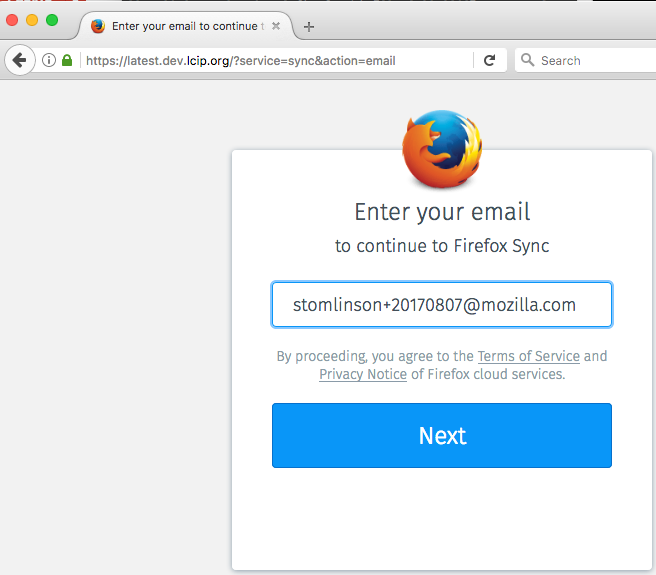 Enter your email to continue t
https://latest.dev.lcip.org/?service=sync&action=email
Search
Enter your email
to continue to Firefox Sync
stomlinson+20170807@mozilla.com
By proceeding, you agree to the Terms of Service and
Privacy Notice of Firefox cloud services.
Next